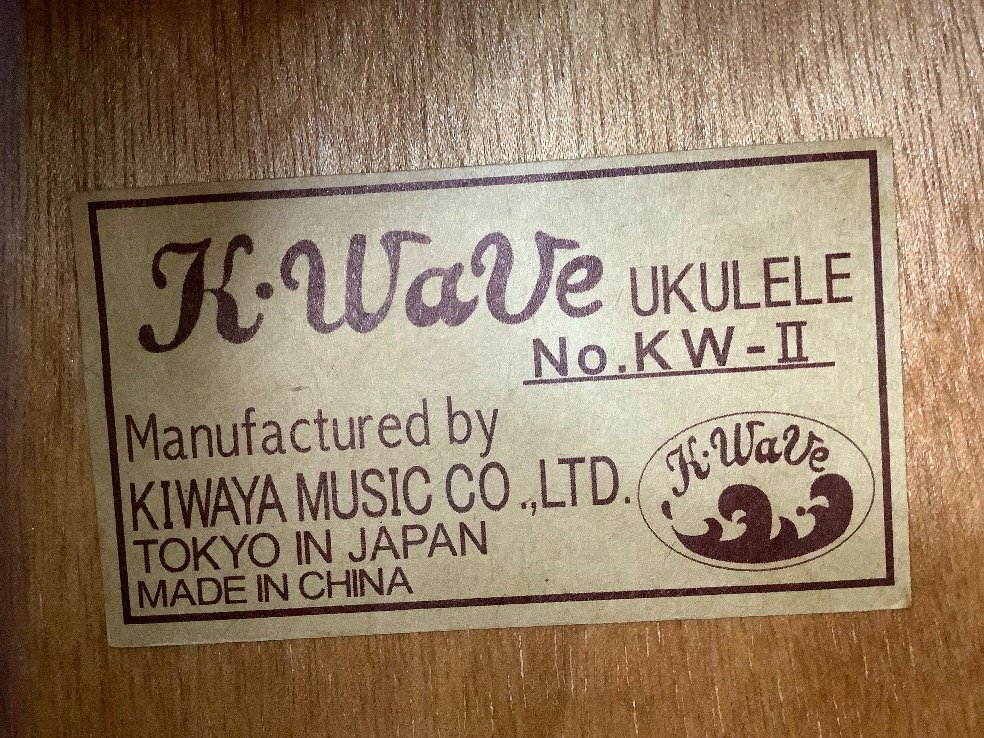 K·Wave UKULELE
No.KW-II
Manufactured by
KIWAYA MUSIC CO.,LTD.
TOKYO IN JAPAN
MADE IN CHINA
K·Wave